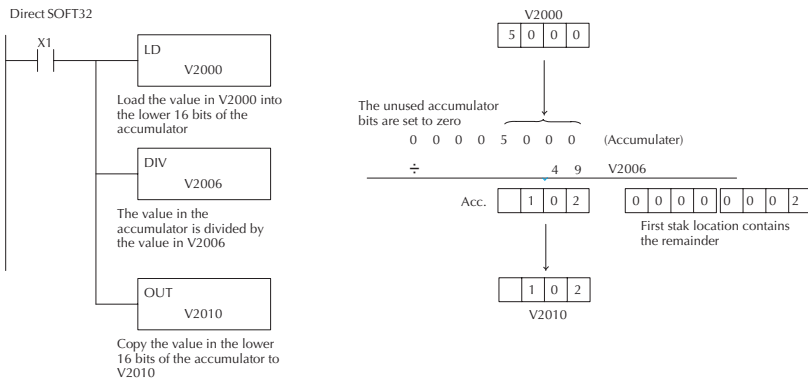 Direct SOFT32
X1
LD
V2000
Load the value in V2000 into
the lower 16 bits of the
accumulator
DIV
V2006
The value in the
accumulator is divided by
the value in V2006
OUT
V2010
Copy the value in the lower
16 bits of the accumulator to
V2010
V2000
5 0 0 0
The unused accumulator
bits are set to zero
0 0 0 0 5 0 0 0 (Accumulater)
÷ 4 9 V2006
Acc. 1 0 2 0 0 0 0 0 0 0 2
First stak location contains
the remainder
1 0 2
V2010